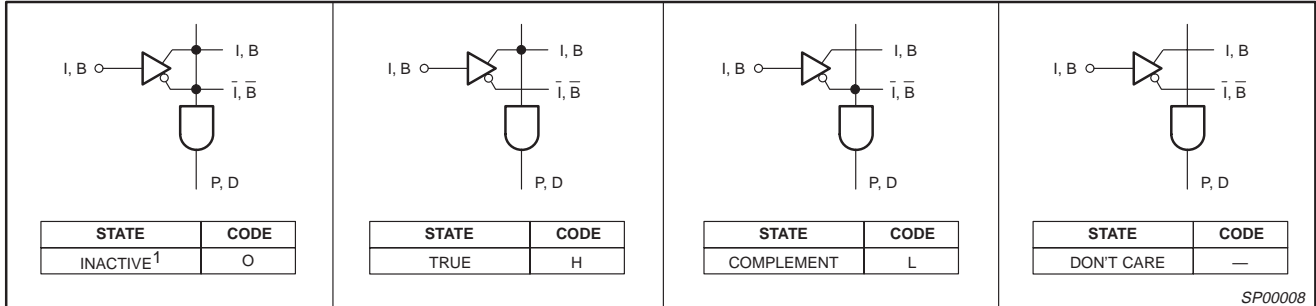 I, B
I, B
I̅, B̅
P, D
STATE CODE
INACTIVE1 O
I, B
I, B
I̅, B̅
P, D
STATE CODE
TRUE H
I, B
I, B
I̅, B̅
P, D
STATE CODE
COMPLEMENT L
I, B
I, B
I̅, B̅
P, D
STATE CODE
DON'T CARE —
SP00008